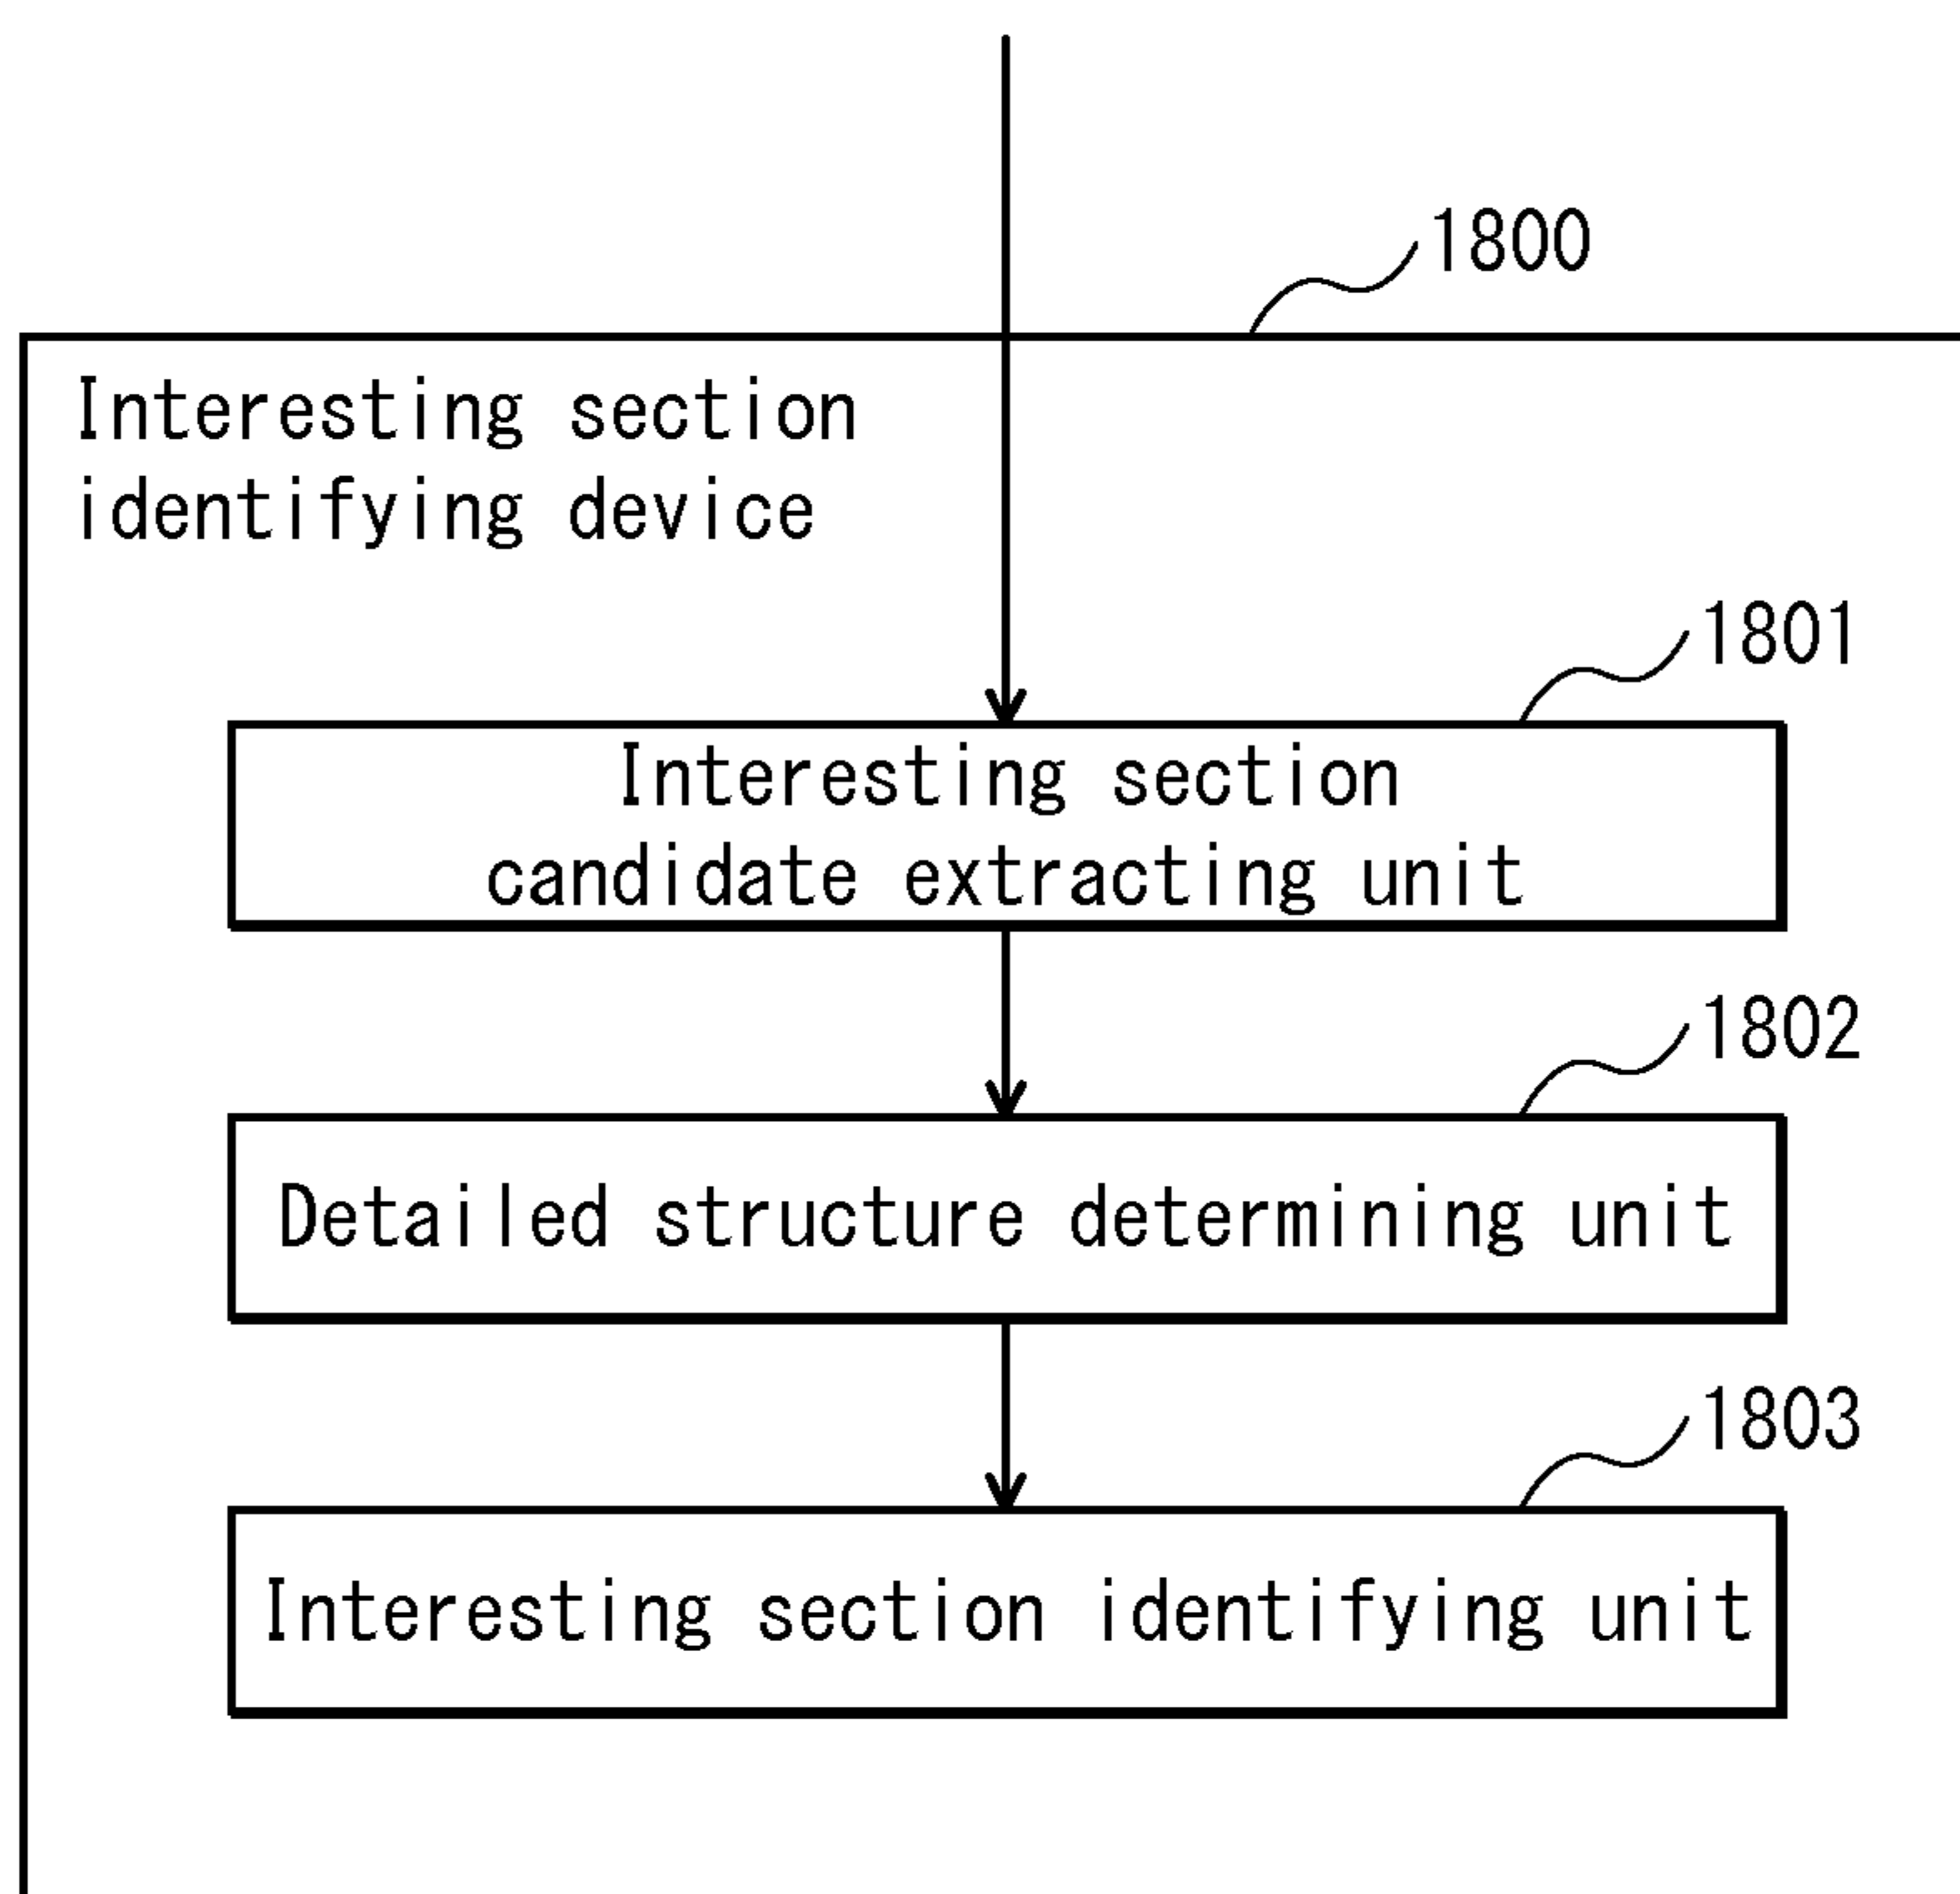 1800
Interesting section
identifying device
1801
Interesting section
candidate extracting unit
1802
Detailed structure determining unit
1803
Interesting section identifying unit